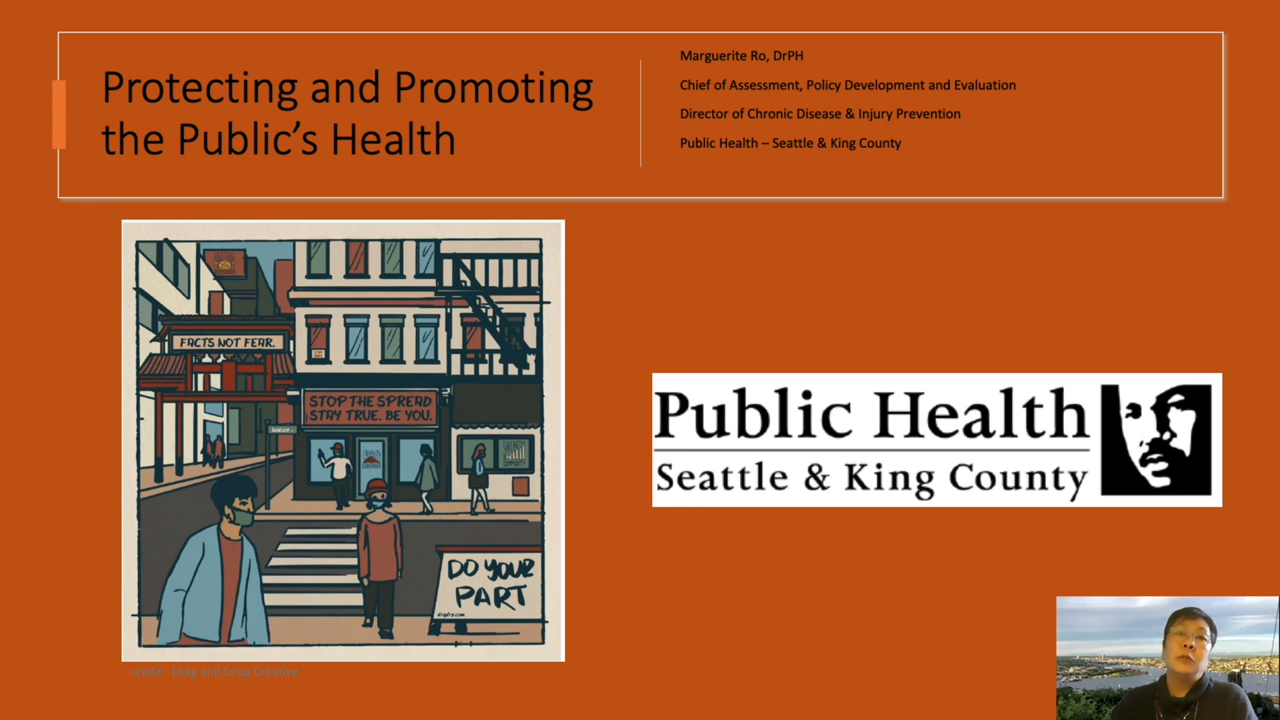 Protecting and Promoting
the Public's Health
Marguerite Ro, DrPH
Chief of Assessment, Policy Development and Evaluation
Director of Chronic Disease & Injury Prevention
Public Health – Seattle & King County
FACTS NOT FEAR.
STOP THE SPREAD
STAY TRUE. BE YOU.
DO YOUR
PART
Public Health
Seattle & King County
credit: Drag and Drop Creative